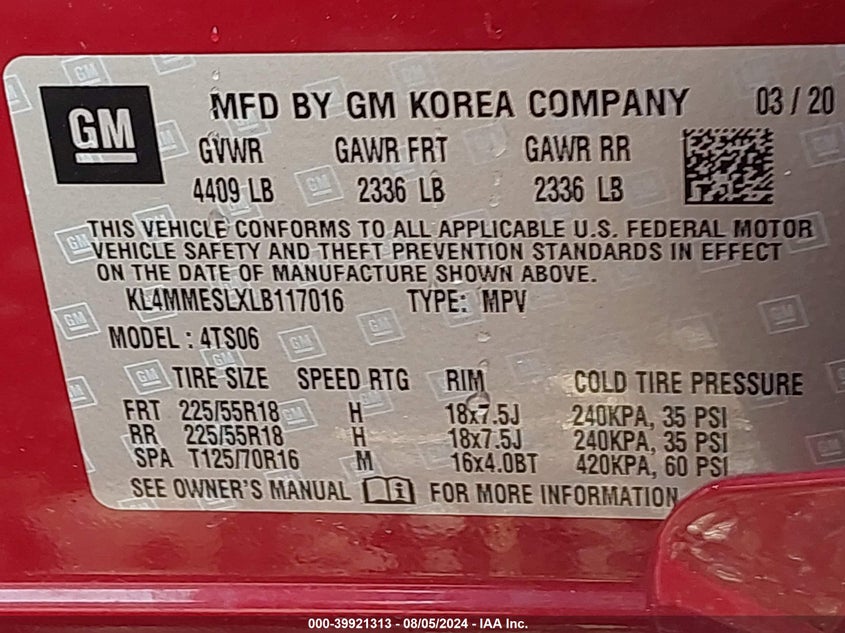 GM
MFD BY GM KOREA COMPANY 03 / 20
GVWR GAWR FRT GAWR RR
4409 LB 2336 LB 2336 LB
THIS VEHICLE CONFORMS TO ALL APPLICABLE U.S. FEDERAL MOTOR
VEHICLE SAFETY AND THEFT PREVENTION STANDARDS IN EFFECT
ON THE DATE OF MANUFACTURE SHOWN ABOVE.
KL4MMESLXLB117016 TYPE: MPV
MODEL : 4TS06
TIRE SIZE SPEED RTG RIM COLD TIRE PRESSURE
FRT 225/55R18 H 18x7.5J 240KPA, 35 PSI
RR 225/55R18 H 18x7.5J 240KPA, 35 PSI
SPA T125/70R16 M 16x4.0BT 420KPA, 60 PSI
SEE OWNER'S MANUAL FOR MORE INFORMATION
000-39921313 - 08/05/2024 - IAA Inc.